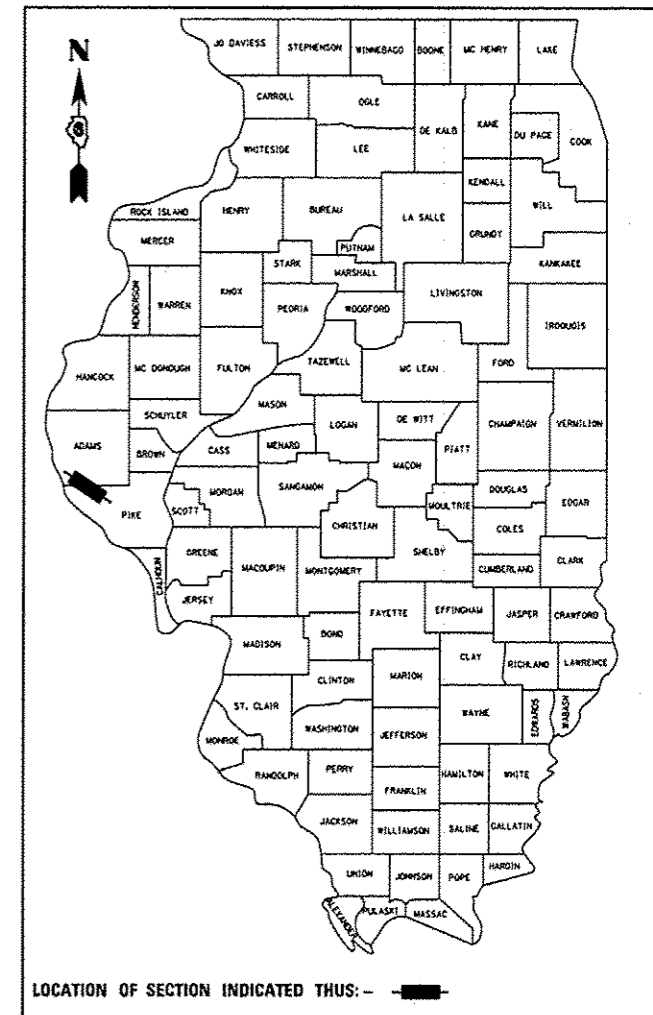 JO DAVIESS STEPHENSON WINNEBAGO BOONE MC HENRY LAKE
N
CARROLL OGLE DE KALB KANE DU PAGE COOK
WHITESIDE LEE
KENDALL WILL
ROCK ISLAND HENRY BUREAU LA SALLE GRUNDY
MERCER PUTNAM
STARK MARSHALL KANKAKEE
HENDERSON WARREN KNOX PEORIA WOODFORD LIVINGSTON IROQUOIS
HANCOCK MC DONOUGH FULTON TAZEWELL MC LEAN FORD
SCHUYLER MASON LOGAN DE WITT CHAMPAIGN VERMILION
ADAMS BROWN CASS MENARD MACON PIATT
PIKE SCOTT MORGAN SANGAMON CHRISTIAN MOULTRIE DOUGLAS EDGAR
COLES
CALHOUN GREENE MACOUPIN MONTGOMERY SHELBY CUMBERLAND CLARK
JERSEY FAYETTE EFFINGHAM JASPER CRAWFORD
MADISON BOND
CLAY RICHLAND LAWRENCE
CLINTON MARION
ST. CLAIR WAYNE EDWARDS WABASH
MONROE WASHINGTON JEFFERSON
RANDOLPH PERRY HAMILTON WHITE
FRANKLIN
JACKSON WILLIAMSON SALINE GALLATIN
UNION JOHNSON POPE HARDIN
ALEXANDER PULASKI MASSAC
LOCATION OF SECTION INDICATED THUS: -